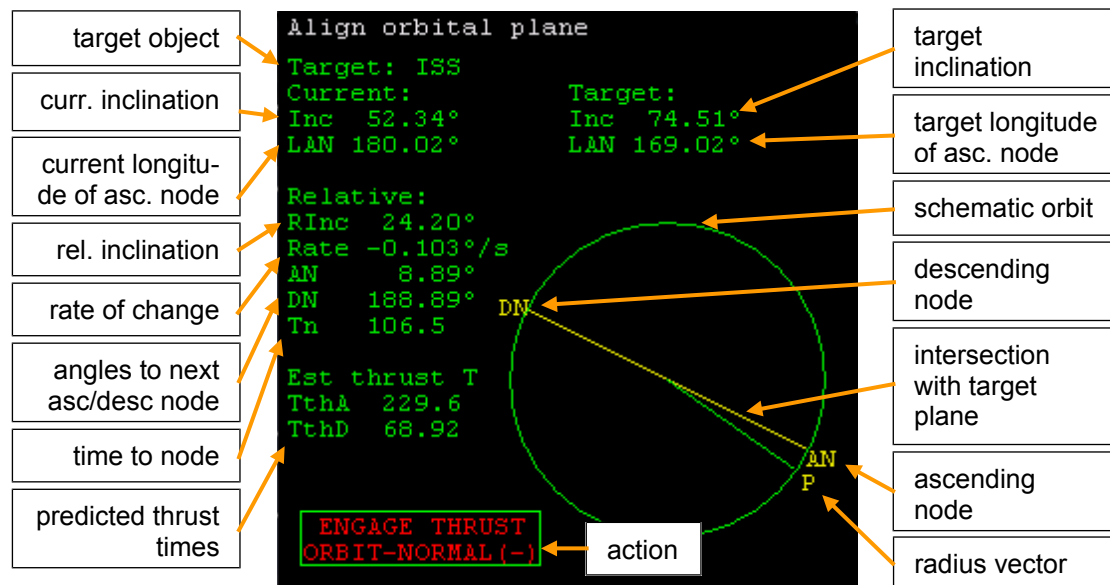 target object
curr. inclination
current longitu-
de of asc. node
rel. inclination
rate of change
angles to next
asc/desc node
time to node
predicted thrust
times
Align orbital plane
Target: ISS
Current: Target:
Inc 52.34° Inc 74.51°
LAN 180.02° LAN 169.02°
Relative:
RInc 24.20°
Rate -0.103°/s
AN 8.89°
DN 188.89°
Tn 106.5
Est thrust T
TthA 229.6
TthD 68.92
DN
AN
P
ENGAGE THRUST
ORBIT-NORMAL(-)
action
target
inclination
target longitude
of asc. node
schematic orbit
descending
node
intersection
with target
plane
ascending
node
radius vector